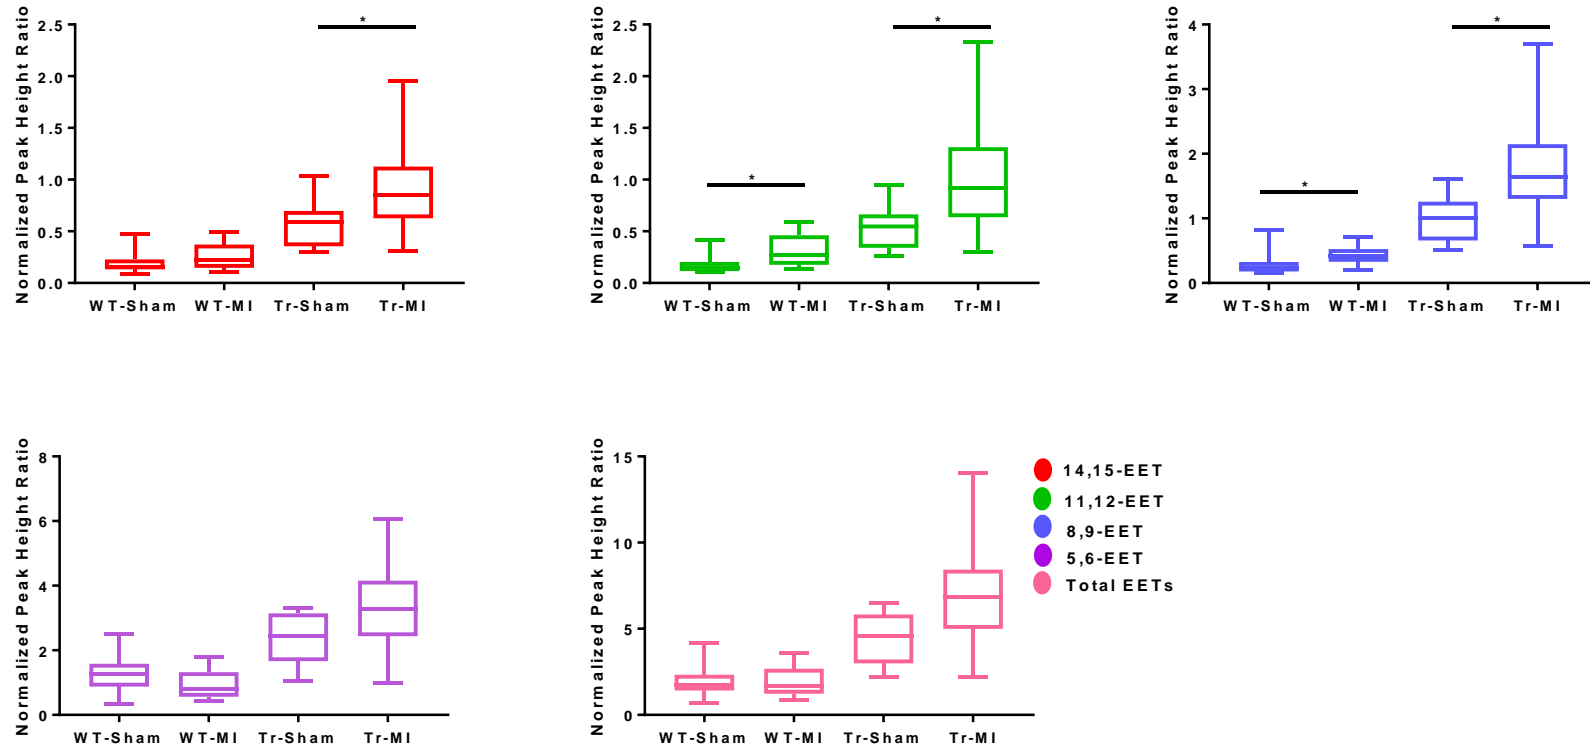 Normalized Peak Height Ratio
2.5
2.0
1.5
1.0
0.5
0.0
*
WT-Sham WT-MI Tr-Sham Tr-MI
Normalized Peak Height Ratio
2.5
2.0
1.5
1.0
0.5
0.0
*
*
WT-Sham WT-MI Tr-Sham Tr-MI
Normalized Peak Height Ratio
4
3
2
1
0
*
*
WT-Sham WT-MI Tr-Sham Tr-MI
Normalized Peak Height Ratio
8
6
4
2
0
WT-Sham WT-MI Tr-Sham Tr-MI
Normalized Peak Height Ratio
15
10
5
0
WT-Sham WT-MI Tr-Sham Tr-MI
14,15-EET
11,12-EET
8,9-EET
5,6-EET
Total EETs